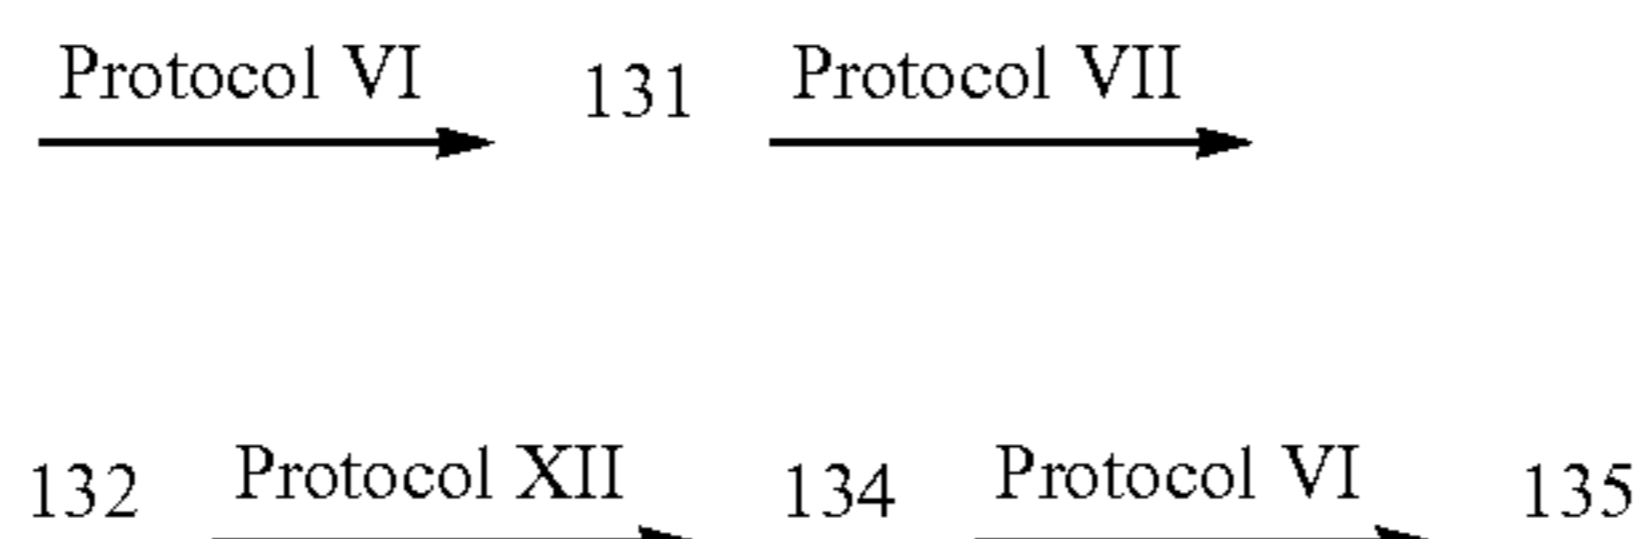 Protocol VI 131 Protocol VII
132 Protocol XII 134 Protocol VI 135